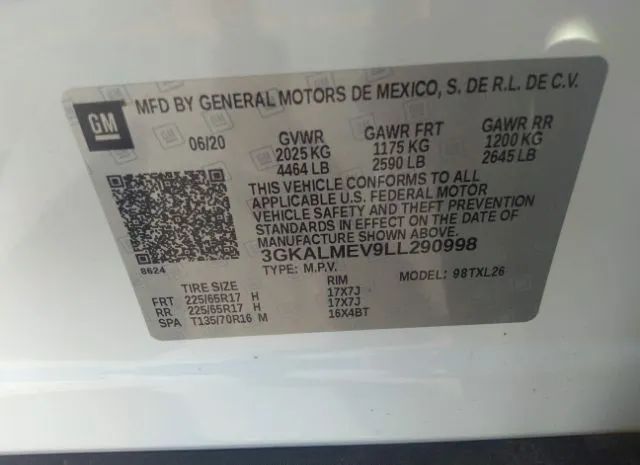 GM
MFD BY GENERAL MOTORS DE MEXICO, S. DE R.L. DE C.V.
06/20 GVWR GAWR FRT GAWR RR
2025 KG 1175 KG 1200 KG
4464 LB 2590 LB 2645 LB
THIS VEHICLE CONFORMS TO ALL
APPLICABLE U.S. FEDERAL MOTOR
VEHICLE SAFETY AND THEFT PREVENTION
STANDARDS IN EFFECT ON THE DATE OF
MANUFACTURE SHOWN ABOVE.
3GKALMEV9LL290998
8624 TYPE: M.P.V. MODEL: 98TXL26
TIRE SIZE RIM
FRT 225/65R17 H 17X7J
RR 225/65R17 H 17X7J
SPA T135/70R16 M 16X4BT